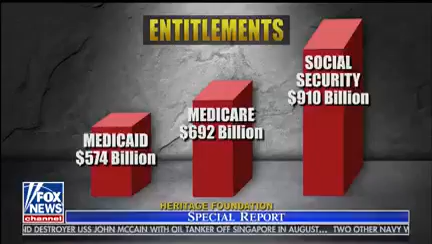 ENTITLEMENTS
SOCIAL
SECURITY
$910 Billion
MEDICARE
$692 Billion
MEDICAID
$574 Billion
HERITAGE FOUNDATION
FOX
NEWS
channel
SPECIAL REPORT
ND DESTROYER USS JOHN MCCAIN WITH OIL TANKER OFF SINGAPORE IN AUGUST... TWO OTHER NAVY V